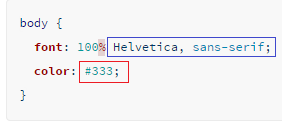 body {
font: 100% Helvetica, sans-serif;
color: #333;
}